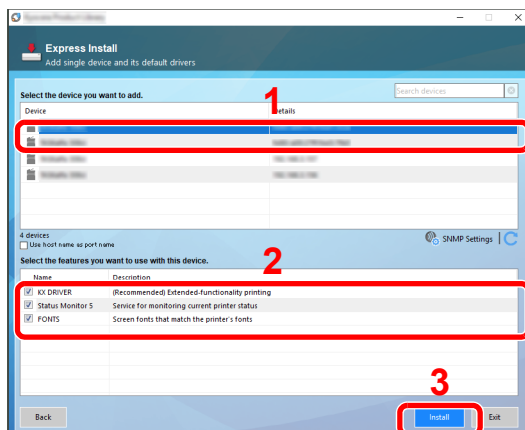 Express Install
Add single device and its default drivers
Select the device you want to add.
1
Search devices
Device Details
4 devices
Use host name as port name
SNMP Settings
Select the features you want to use with this device.
2
Name Description
KX DRIVER (Recommended) Extended-functionality printing
Status Monitor 5 Service for monitoring current printer status
FONTS Screen fonts that match the printer's fonts
3
Back Install Exit